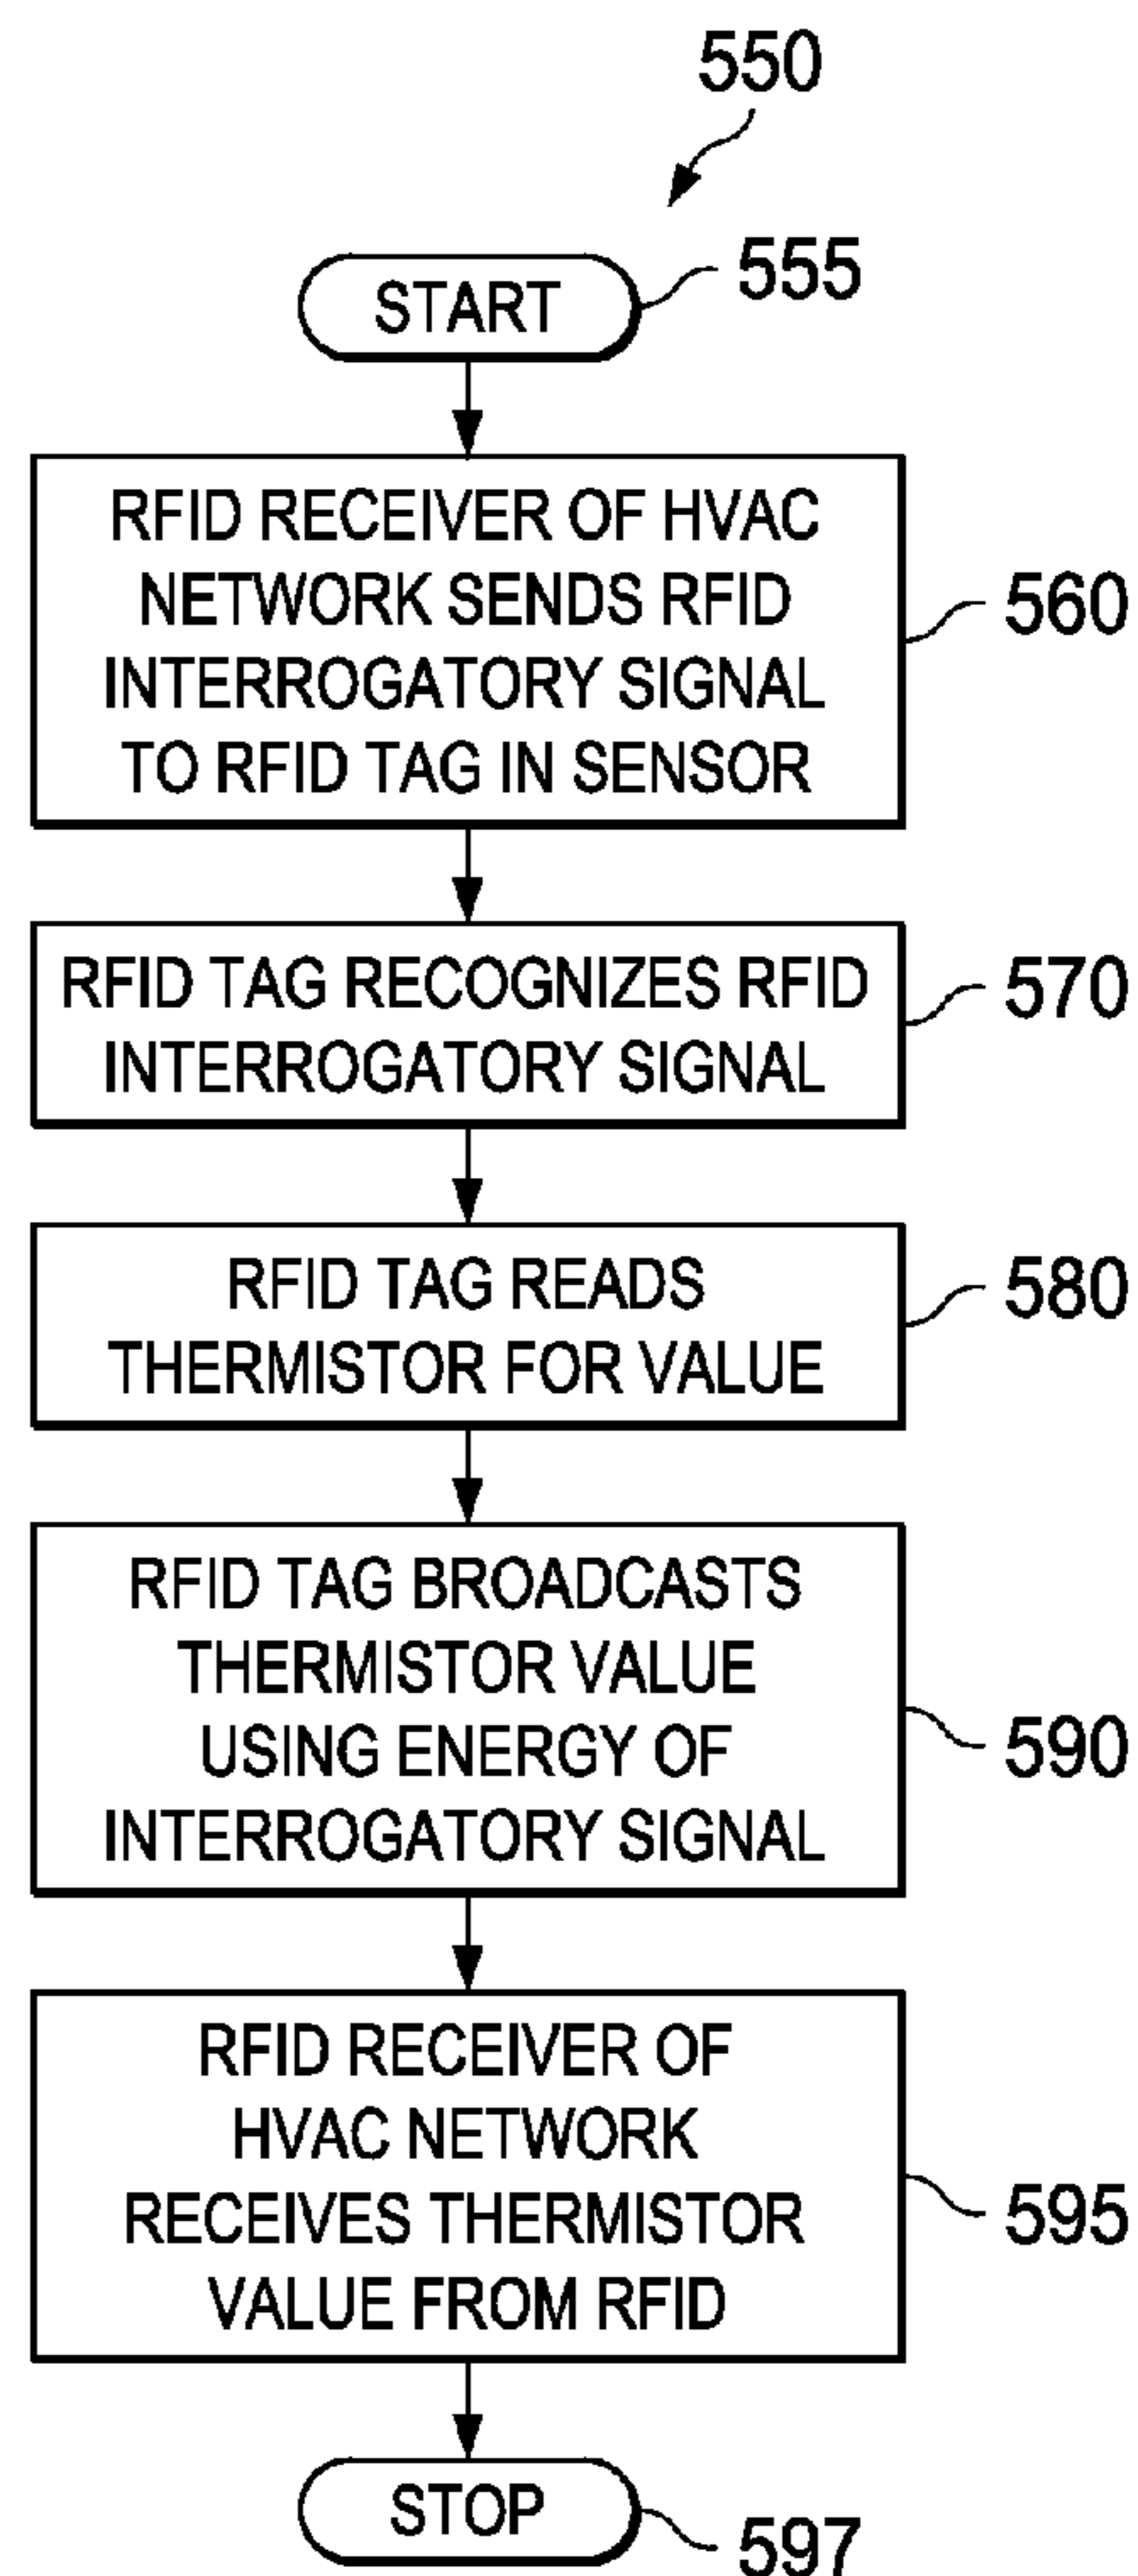 550
START
555
RFID RECEIVER OF HVAC
NETWORK SENDS RFID
INTERROGATORY SIGNAL
TO RFID TAG IN SENSOR
560
RFID TAG RECOGNIZES RFID
INTERROGATORY SIGNAL
570
RFID TAG READS
THERMISTOR FOR VALUE
580
RFID TAG BROADCASTS
THERMISTOR VALUE
USING ENERGY OF
INTERROGATORY SIGNAL
590
RFID RECEIVER OF
HVAC NETWORK
RECEIVES THERMISTOR
VALUE FROM RFID
595
STOP
597